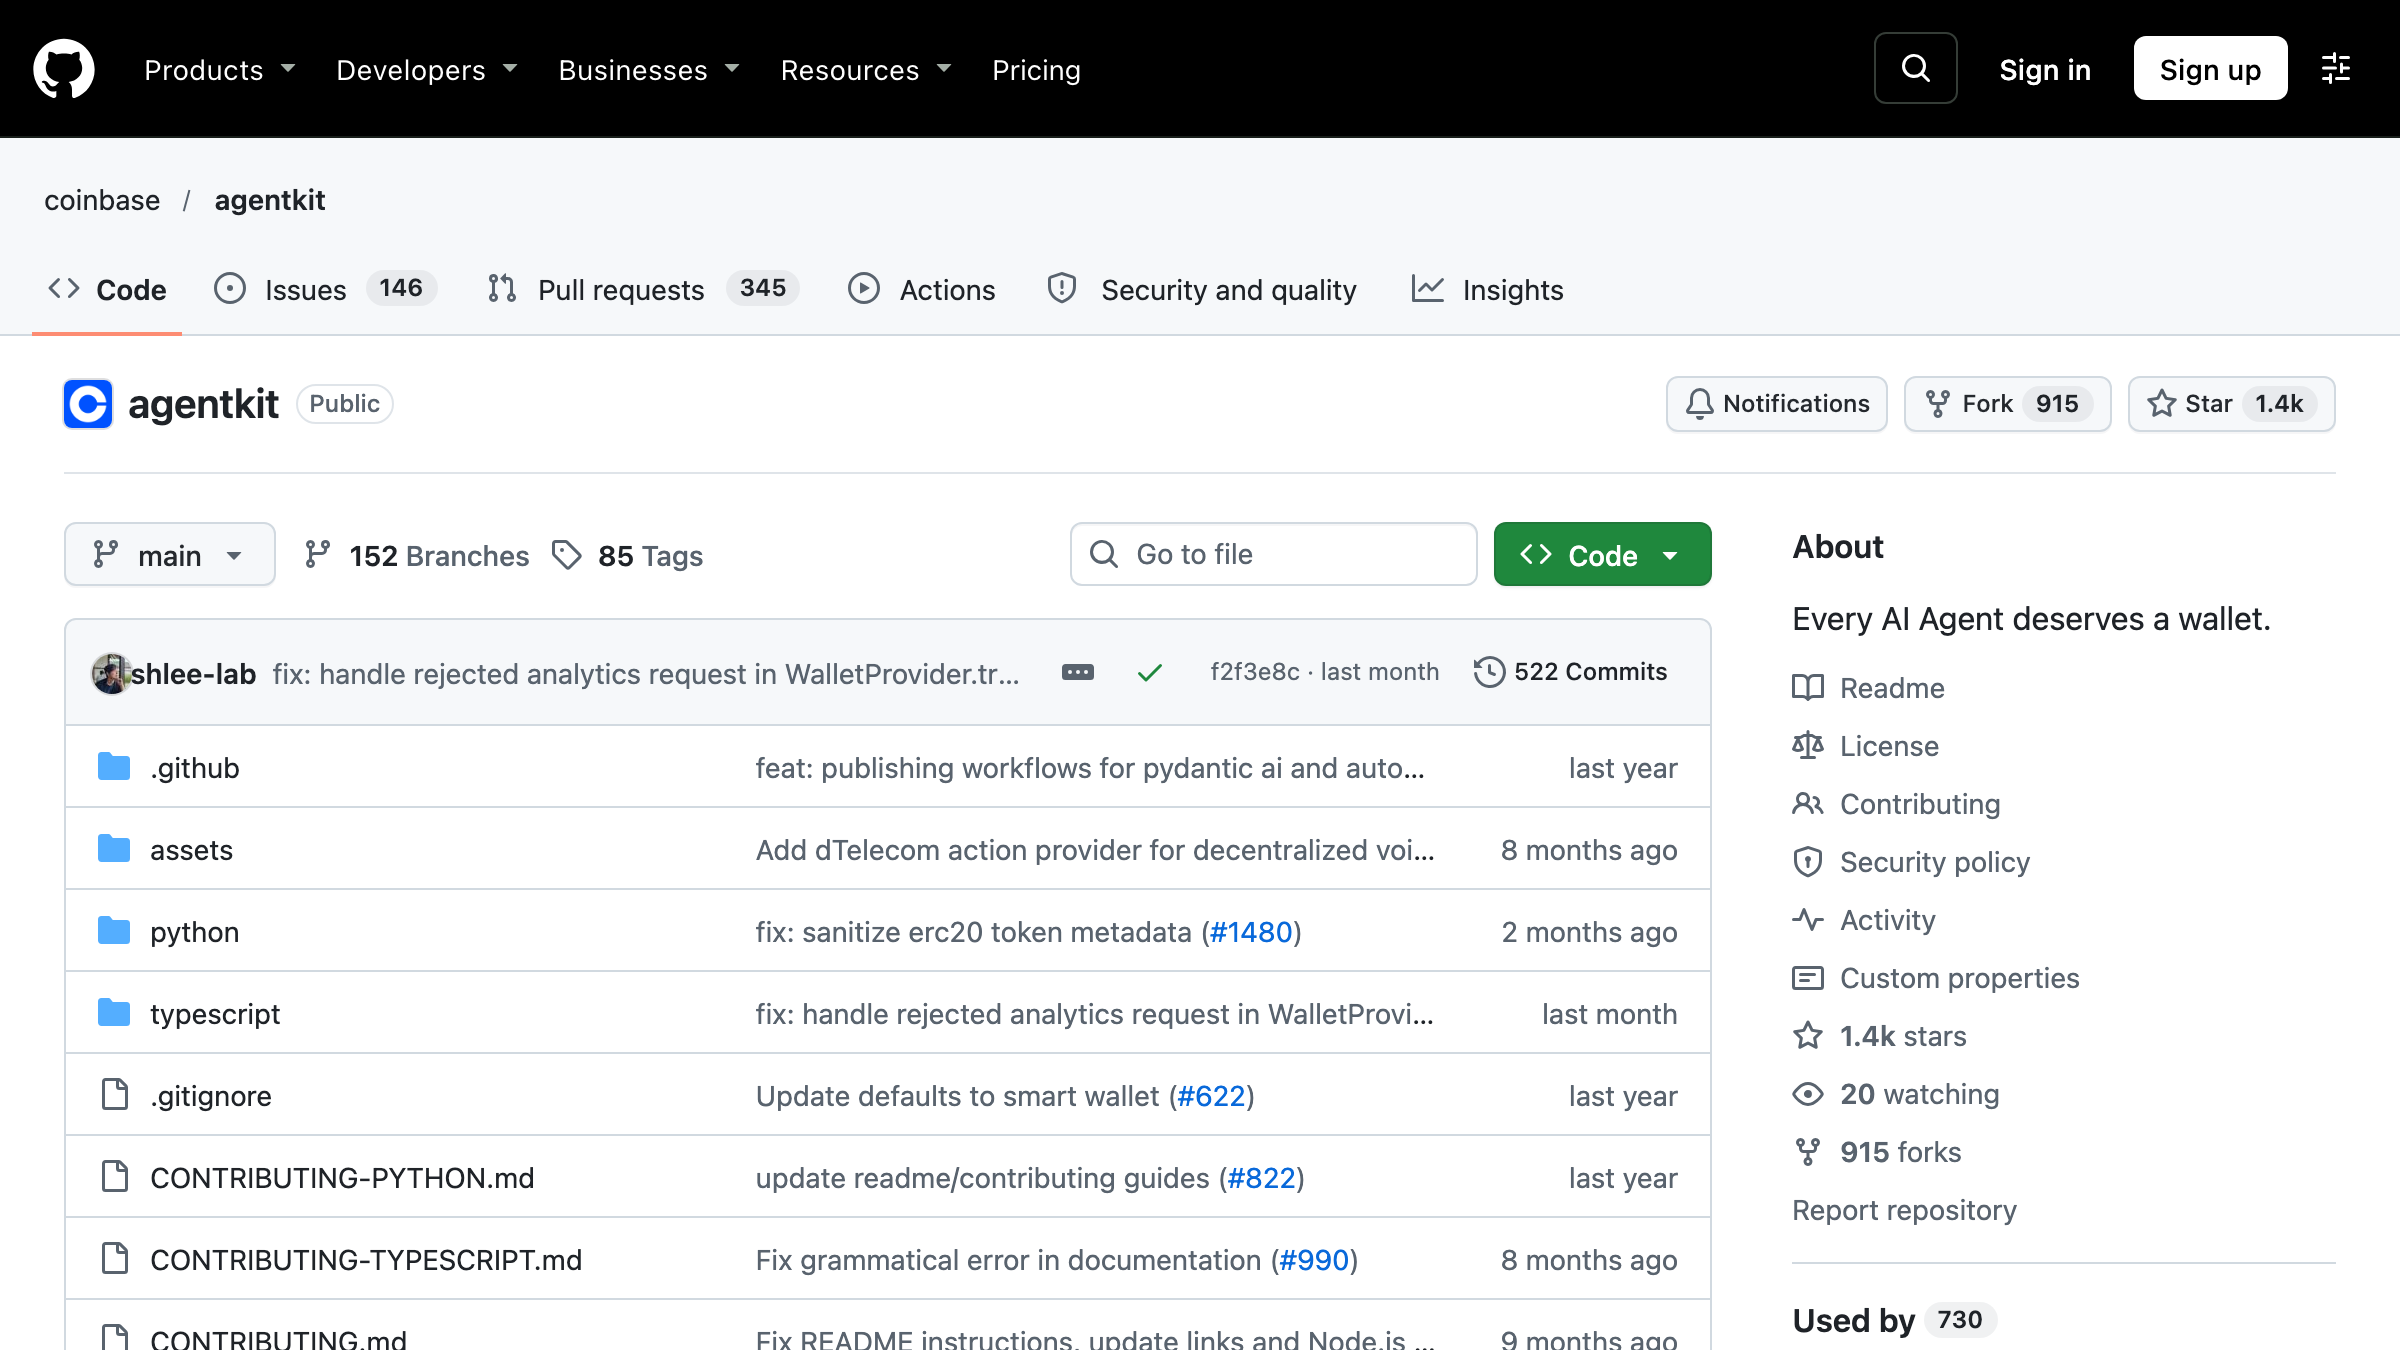 Products Developers Businesses Resources Pricing Sign in Sign up
coinbase / agentkit
Code Issues 146 Pull requests 345 Actions Security and quality Insights
agentkit Public Notifications Fork 915 Star 1.4k
main 152 Branches 85 Tags Go to file Code
shlee-lab fix: handle rejected analytics request in WalletProvider.tr... f2f3e8c · last month 522 Commits
.github feat: publishing workflows for pydantic ai and auto... last year
assets Add dTelecom action provider for decentralized voi... 8 months ago
python fix: sanitize erc20 token metadata (#1480) 2 months ago
typescript fix: handle rejected analytics request in WalletProvi... last month
.gitignore Update defaults to smart wallet (#622) last year
CONTRIBUTING-PYTHON.md update readme/contributing guides (#822) last year
CONTRIBUTING-TYPESCRIPT.md Fix grammatical error in documentation (#990) 8 months ago
CONTRIBUTING.md Fix README instructions, update links and Node.js ... 9 months ago
About
Every AI Agent deserves a wallet.
Readme
License
Contributing
Security policy
Activity
Custom properties
1.4k stars
20 watching
915 forks
Report repository
Used by 730